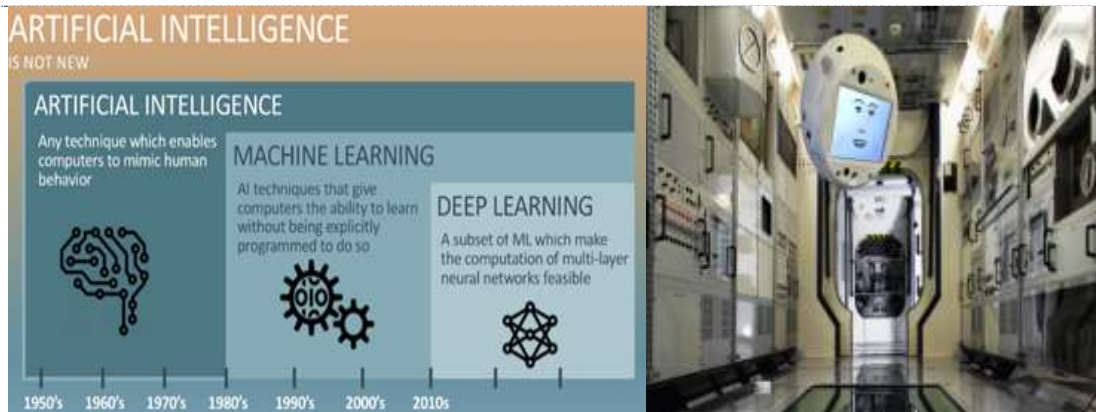 ARTIFICIAL INTELLIGENCE
IS NOT NEW
ARTIFICIAL INTELLIGENCE
Any technique which enables
computers to mimic human
behavior
MACHINE LEARNING
AI techniques that give
computers the ability to learn
without being explicitly
programmed to do so
DEEP LEARNING
A subset of ML which make
the computation of multi-layer
neural networks feasible
1950's 1960's 1970's 1980's 1990's 2000's 2010s